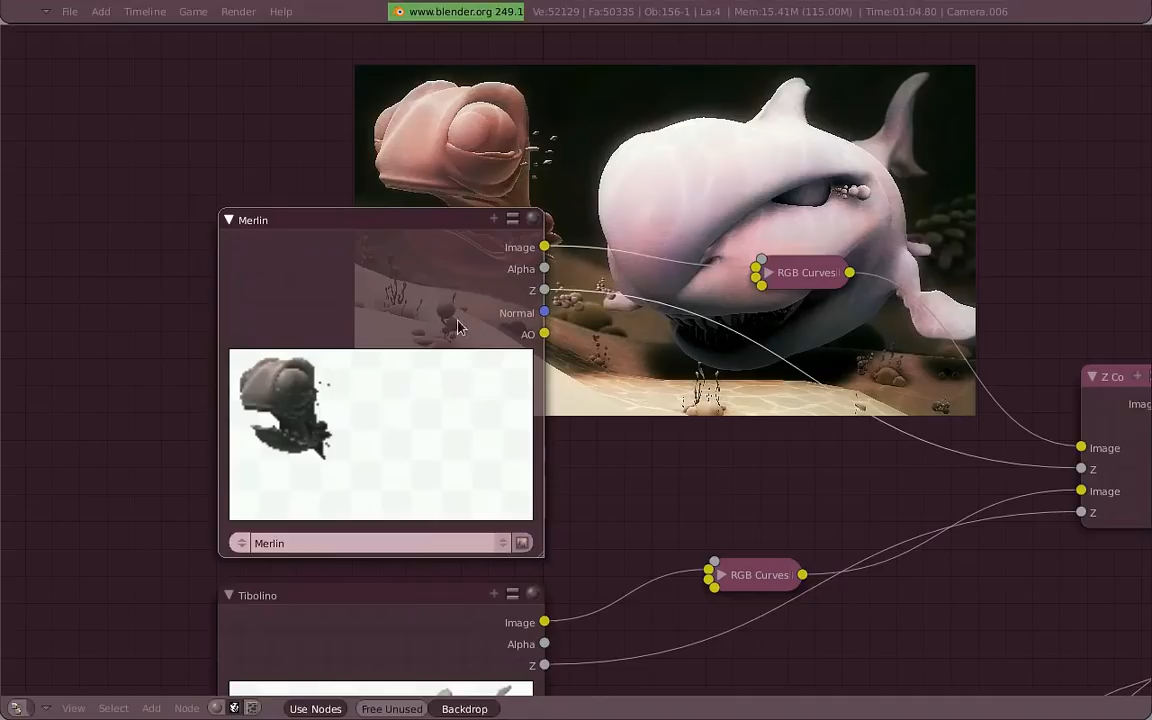 File Add Timeline Game Render Help www.blender.org 249.1 Ve:52129 | Fa:50335 | Ob:156-1 | La:4 | Mem:15.41M (115.00M) | Time:01:04.80 | Camera.006
Merlin
Image
Alpha
Z
Normal
AO
Merlin
RGB Curves
Z Co
Imag
Image
Z
Image
Z
RGB Curves
Tibolino
Image
Alpha
Z
View Select Add Node Use Nodes Free Unused Backdrop